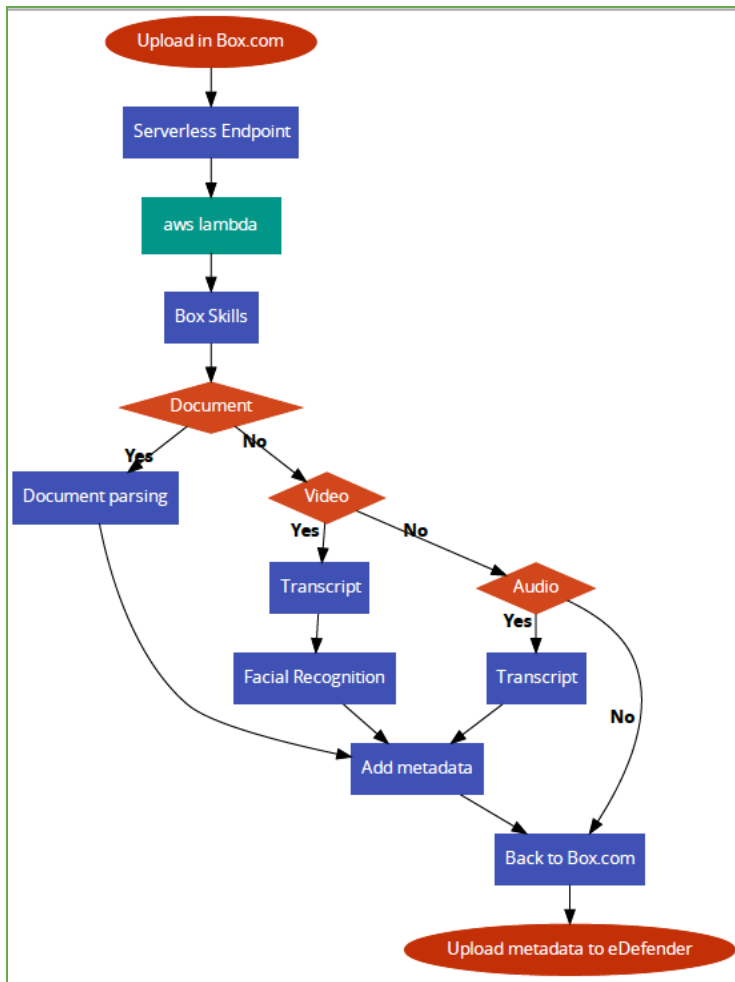 Upload in Box.com
Serverless Endpoint
aws lambda
Box Skills
Document
Yes
No
Document parsing
Video
Yes
No
Transcript
Audio
Yes
Facial Recognition
Transcript
No
Add metadata
Back to Box.com
Upload metadata to eDefender